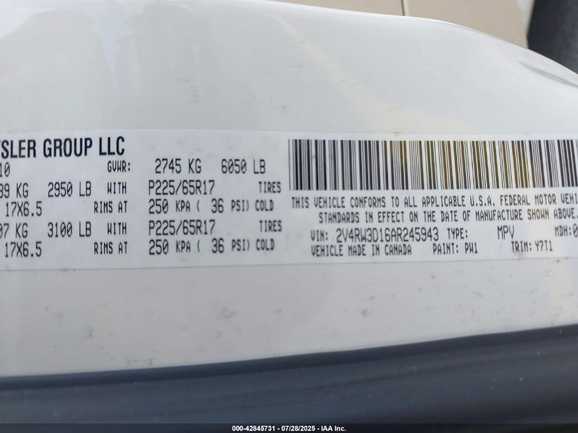 SLER GROUP LLC
10 GVWR: 2745 KG 6050 LB
KG 2850 LB WITH P225/65R17 TIRES
17X6.5 RIMS AT 250 KPA ( 36 PSI) COLD
KG 3100 LB WITH P225/65R17 TIRES
17X6.5 RIMS AT 250 KPA ( 36 PSI) COLD
THIS VEHICLE CONFORMS TO ALL APPLICABLE U.S.A. FEDERAL MOTOR VEHIC
STANDARDS IN EFFECT ON THE DATE OF MANUFACTURE SHOWN ABOVE.
VIN: 2V4RW3D16AR245943 TYPE: MPV MDH:0
VEHICLE MADE IN CANADA PAINT: PW1 TRIM: Y7T1
000-42845731 - 07/28/2025 - IAA Inc.